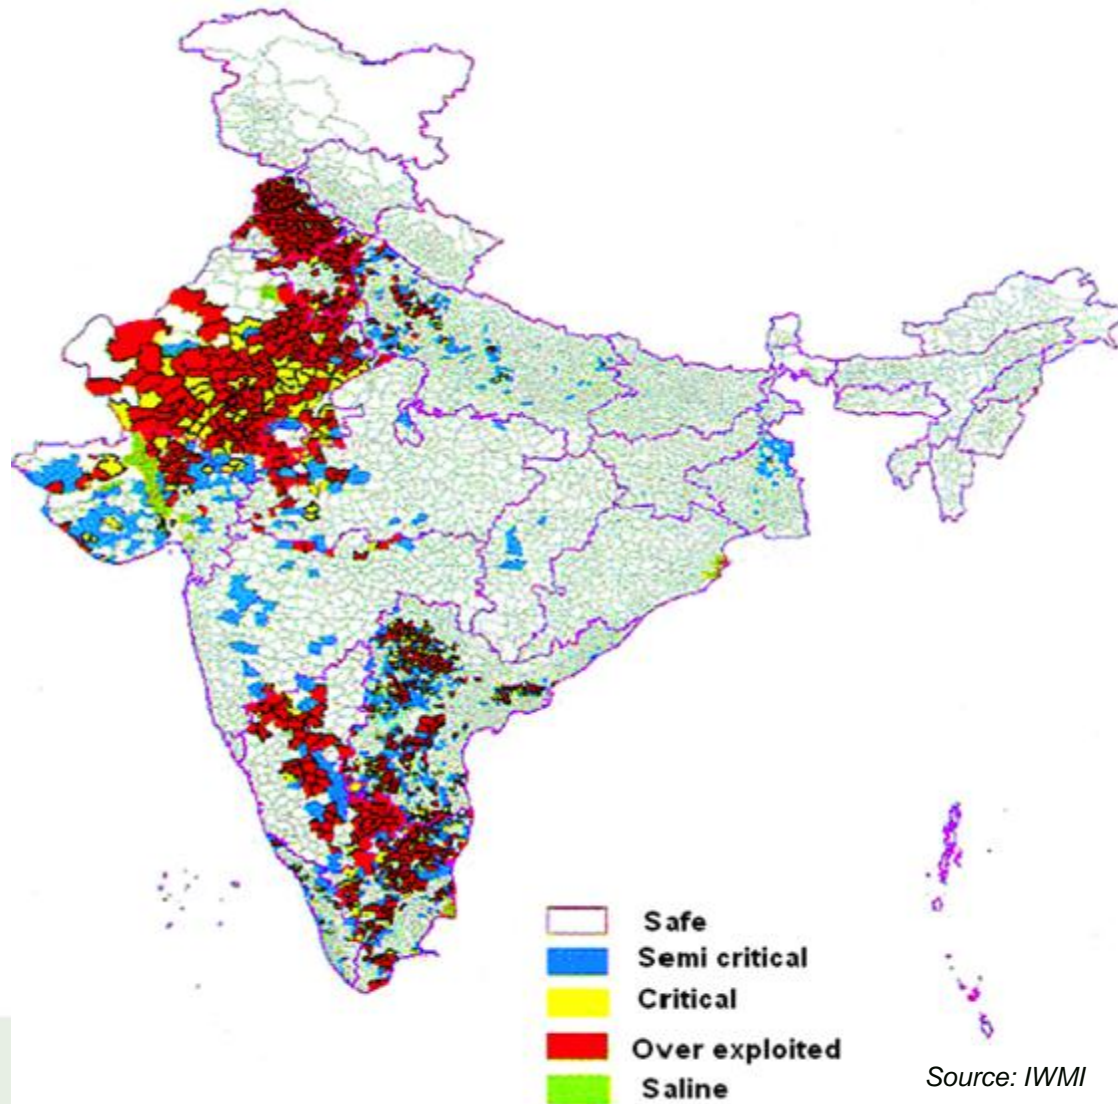 Safe
Semi critical
Critical
Over exploited
Saline
Source: IWMI